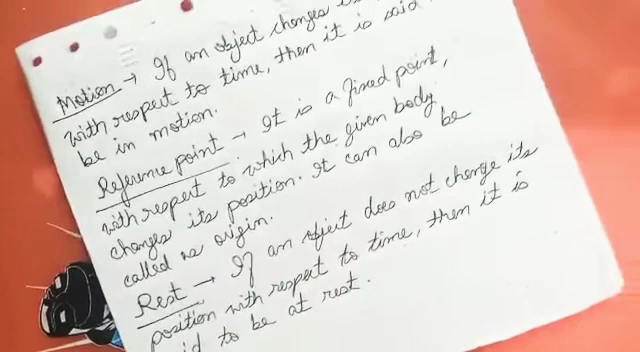 Motion → If an object changes
with respect to time, then it is said
be in motion.
Reference point → It is a fixed point,
with respect to which the given body
changes its position. It can also be
called as origin.
Rest → If an object does not change its
position with respect to time, then it is
id to be at rest.